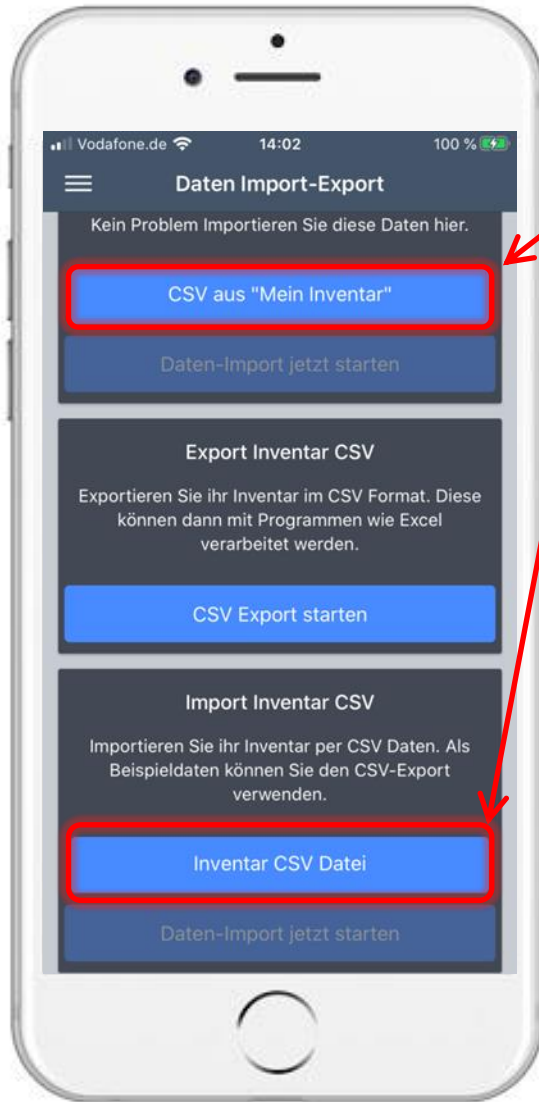 Vodafone.de 14:02 100 %
Daten Import-Export
Kein Problem Importieren Sie diese Daten hier.
CSV aus "Mein Inventar"
Daten-Import jetzt starten
Export Inventar CSV
Exportieren Sie ihr Inventar im CSV Format. Diese
können dann mit Programmen wie Excel
verarbeitet werden.
CSV Export starten
Import Inventar CSV
Importieren Sie ihr Inventar per CSV Daten. Als
Beispieldaten können Sie den CSV-Export
verwenden.
Inventar CSV Datei
Daten-Import jetzt starten